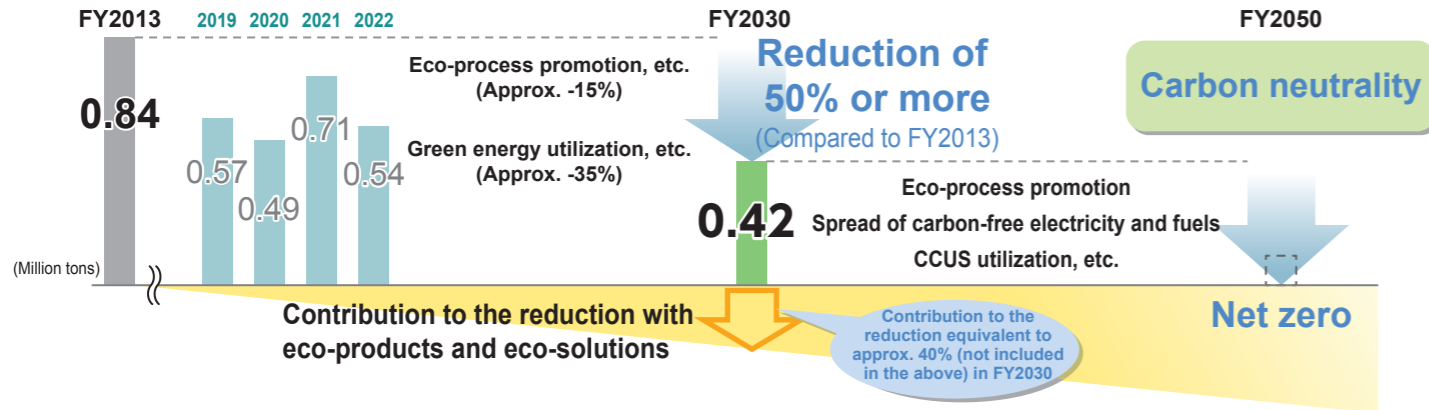 FY2013
2019
2020
2021
2022
FY2030
FY2050
0.84
0.57
0.49
0.71
0.54
Eco-process promotion, etc.
(Approx. -15%)
Green energy utilization, etc.
(Approx. -35%)
Reduction of
50% or more
(Compared to FY2013)
Carbon neutrality
0.42
Eco-process promotion
Spread of carbon-free electricity and fuels
CCUS utilization, etc.
(Million tons)
Contribution to the reduction with
eco-products and eco-solutions
Contribution to the
reduction equivalent to
approx. 40% (not included
in the above) in FY2030
Net zero